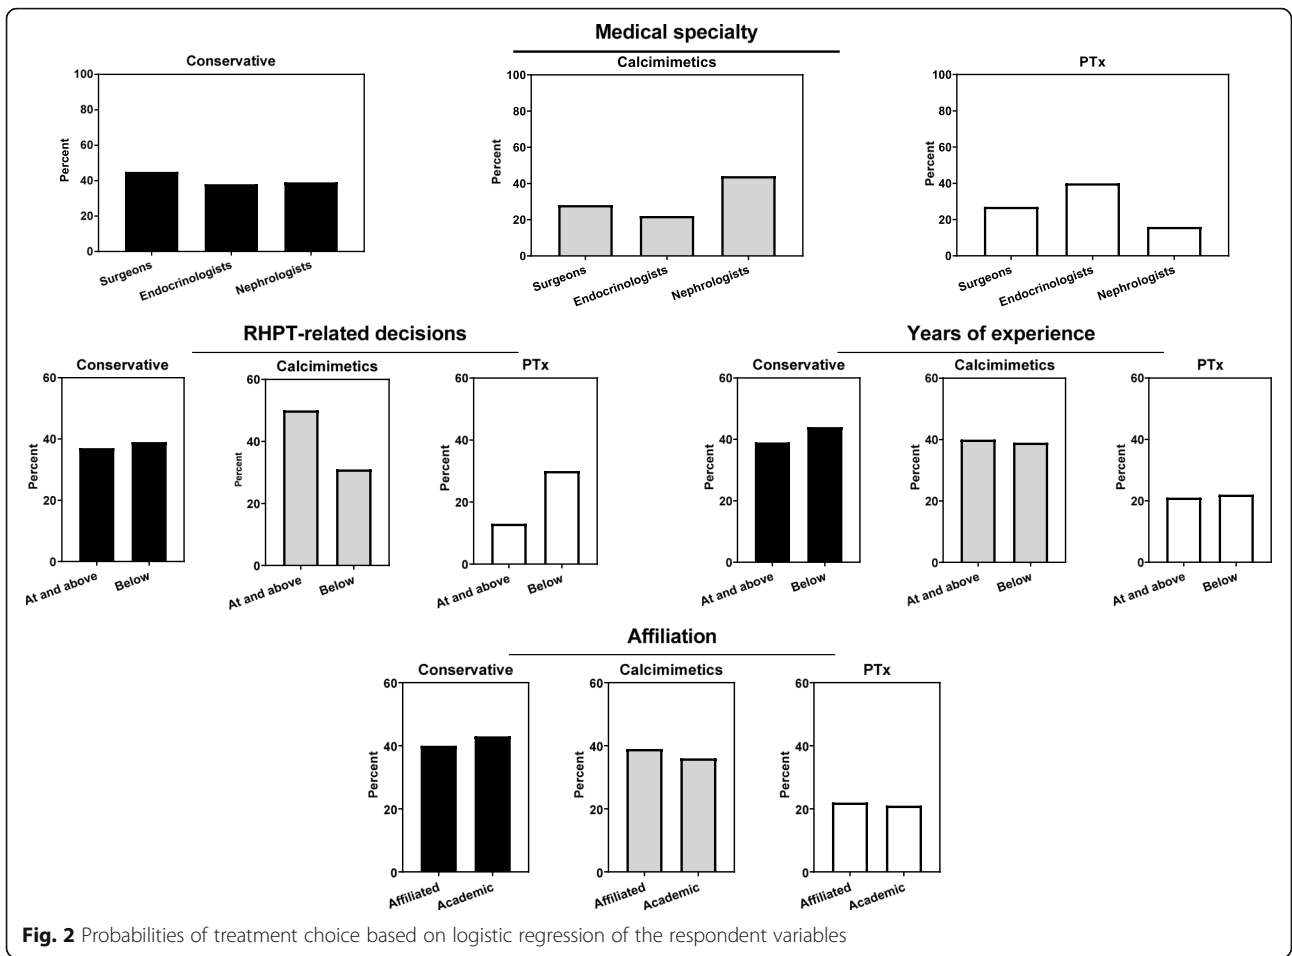 Medical specialty
Conservative
Calcimimetics
PTx
Percent
100
80
60
40
20
0
Surgeons
Endocrinologists
Nephrologists
Percent
100
80
60
40
20
0
Surgeons
Endocrinologists
Nephrologists
Percent
100
80
60
40
20
0
Surgeons
Endocrinologists
Nephrologists
RHPT-related decisions
Conservative
Calcimimetics
PTx
Percent
60
40
20
0
At and above
Below
Percent
60
40
20
0
At and above
Below
Percent
60
40
20
0
At and above
Below
Years of experience
Conservative
Calcimimetics
PTx
Percent
60
40
20
0
At and above
Below
Percent
60
40
20
0
At and above
Below
Percent
60
40
20
0
At and above
Below
Affiliation
Conservative
Calcimimetics
PTx
Percent
60
40
20
0
Affiliated
Academic
Percent
60
40
20
0
Affiliated
Academic
Percent
60
40
20
0
Affiliated
Academic
Fig. 2 Probabilities of treatment choice based on logistic regression of the respondent variables